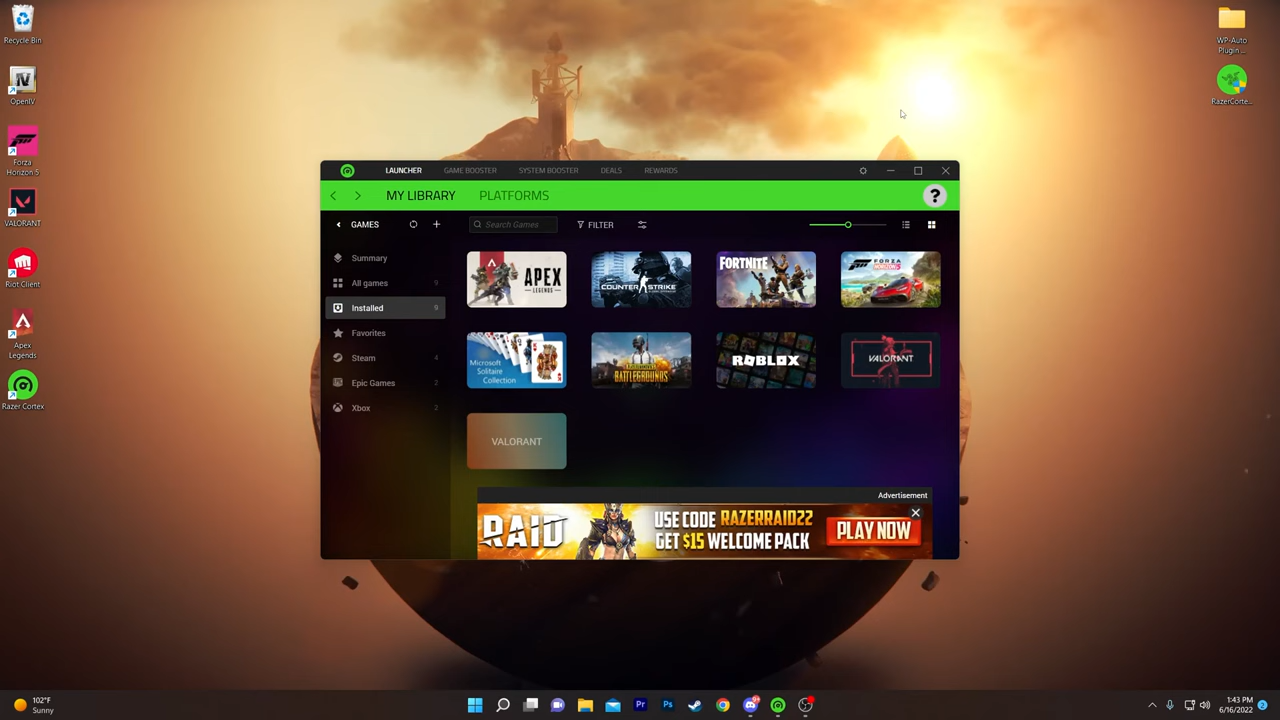 Recycle Bin
OpenIV
Forza
Horizon 5
VALORANT
Riot Client
Apex
Legends
Razer Cortex
WP-Auto
Plugin ...
RazerCorte...
LAUNCHER
GAME BOOSTER
SYSTEM BOOSTER
DEALS
REWARDS
MY LIBRARY
PLATFORMS
?
GAMES
Search Games
FILTER
Summary
All games 9
Installed 9
Favorites
Steam 4
Epic Games 2
Xbox 2
APEX
LEGENDS
COUNTER STRIKE
FORTNITE
FORZA
HORIZON 5
Microsoft
Solitaire
Collection
BATTLEGROUNDS
ROBLOX
VALORANT
VALORANT
Advertisement
RAID
USE CODE RAZERRAID22
GET $15 WELCOME PACK
PLAY NOW
102°F
Sunny
Pr
Ps
1:43 PM
6/16/2022
2